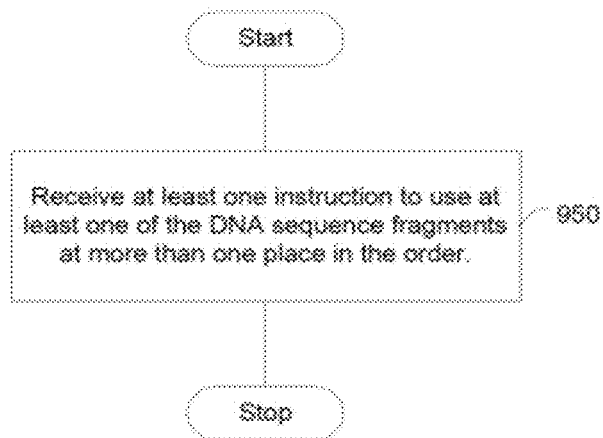 Start
Receive at least one instruction to use at
least one of the DNA sequence fragments
at more than one place in the order.
950
Stop